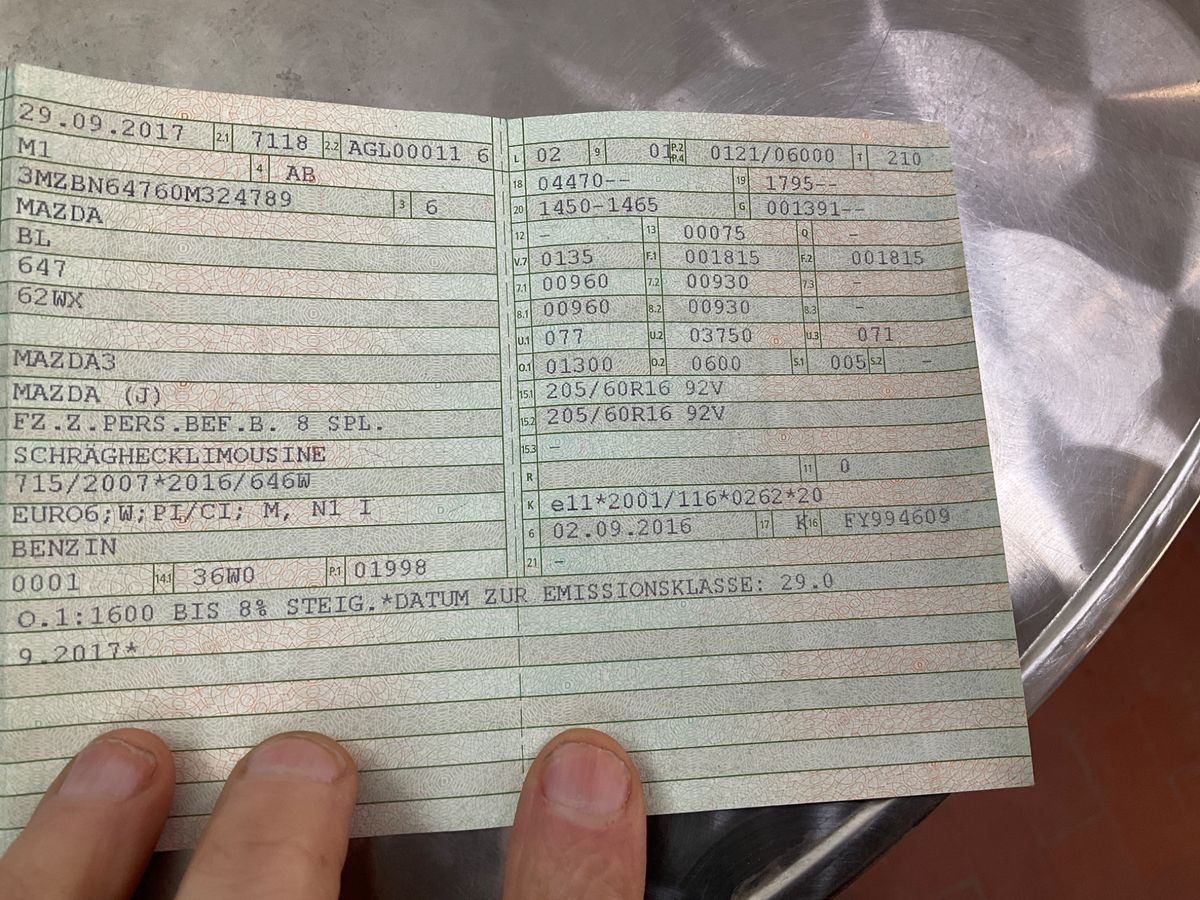 29.09.2017 2.1 7118 2.2 AGL00011 6
M1 4 AB
3MZBN64760M324789 3 6
MAZDA
BL
647
62WX
MAZDA3
MAZDA (J)
FZ.Z.PERS.BEF.B. 8 SPL.
SCHRÄGHECKLIMOUSINE
715/2007*2016/646W
EURO6;W;PI/CI; M, N1 I
BENZIN
0001 14.1 36W0 P.1 01998
L 02 9 01 P.2 P.4 0121/06000 T 210
18 04470-- 19 1795--
20 1450-1465 G 001391--
12 – 13 00075 Q –
V.7 0135 F.1 001815 F.2 001815
7.1 00960 7.2 00930 7.3 –
8.1 00960 8.2 00930 8.3 –
U.1 077 U.2 03750 U.3 071
O.1 01300 O.2 0600 S.1 005 S.2 –
15.1 205/60R16 92V
15.2 205/60R16 92V
15.3 –
R 11 0
K e11*2001/116*0262*20
6 02.09.2016 17 K 16 FY994609
21 –
O.1:1600 BIS 8% STEIG.*DATUM ZUR EMISSIONSKLASSE: 29.0
9.2017*